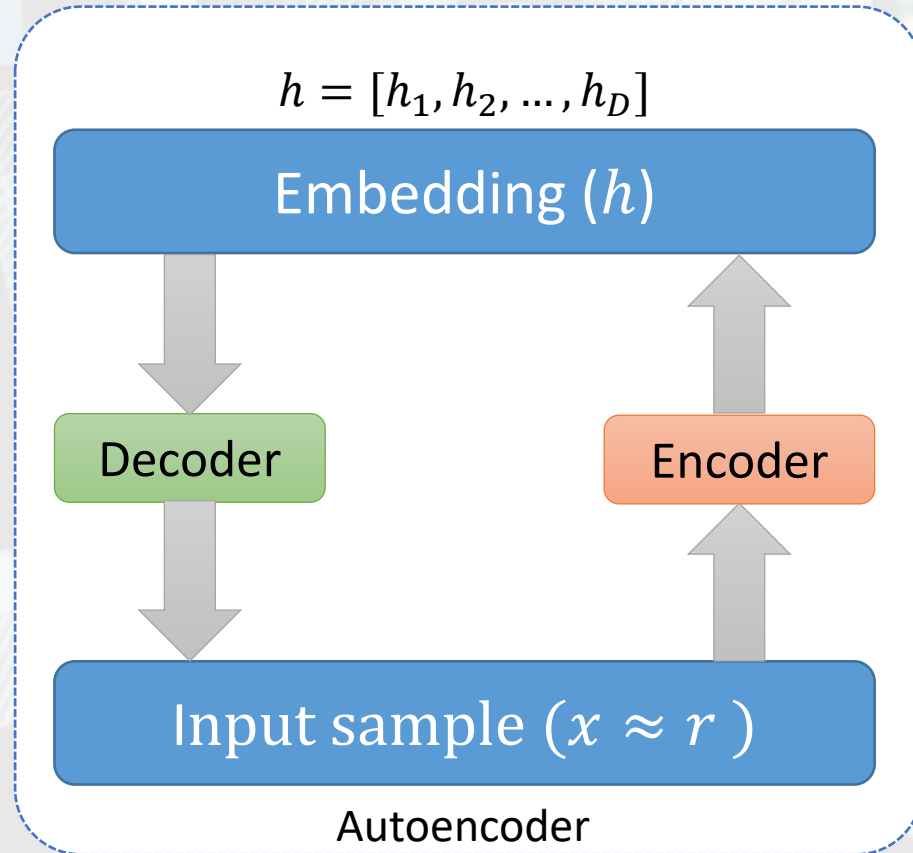 h = [h₁, h₂, …, h_D]
Embedding (h)
Decoder
Encoder
Input sample (x ≈ r )
Autoencoder